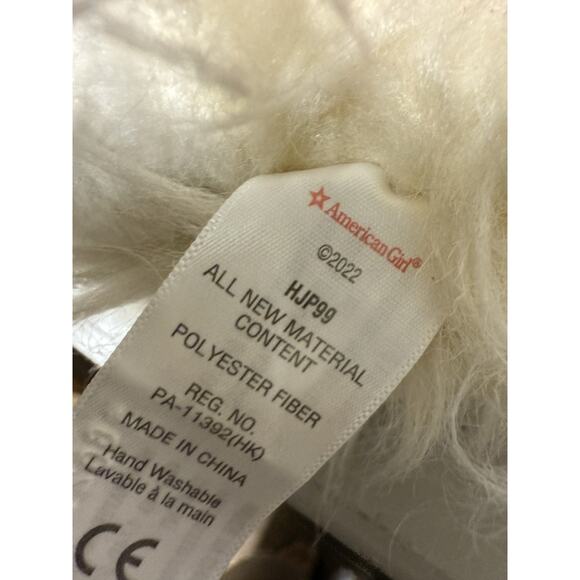 American Girl®
©2022
HJP99
ALL NEW MATERIAL
CONTENT
POLYESTER FIBER
REG. NO.
PA-11392(HK)
MADE IN CHINA
Hand Washable
Lavable à la main
CE